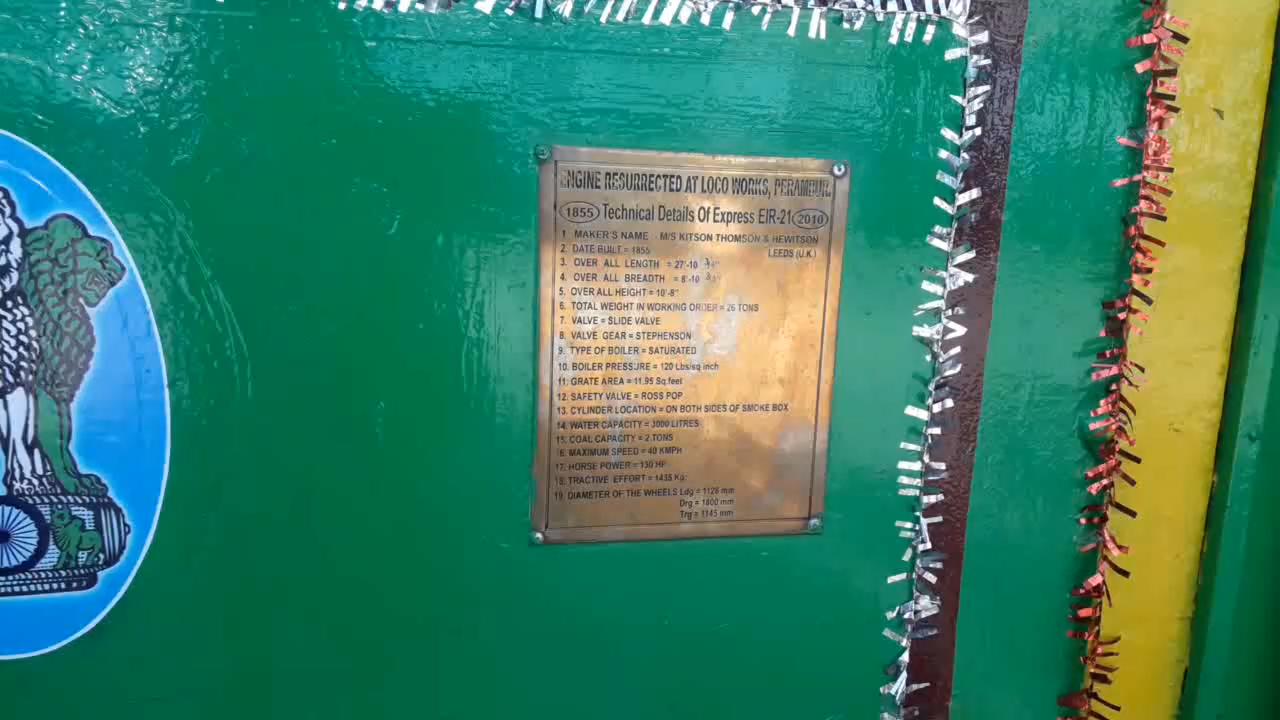 ENGINE RESURRECTED AT LOCO WORKS, PERAMBUR.
1855 Technical Details Of Express EIR-21 2010
1 MAKER'S NAME - M/S KITSON THOMSON & HEWITSON
LEEDS (U.K.)
2. DATE BUILT = 1855
3. OVER ALL LENGTH = 27'-10
4. OVER ALL BREADTH = 8'-10
5. OVER ALL HEIGHT = 10'-8"
6. TOTAL WEIGHT IN WORKING ORDER = 26 TONS
7. VALVE = SLIDE VALVE
8. VALVE GEAR = STEPHENSON
9. TYPE OF BOILER = SATURATED
10. BOILER PRESSURE = 120 Lbs/sq inch
11. GRATE AREA = 11.95 Sq.feet
12. SAFETY VALVE = ROSS POP
13. CYLINDER LOCATION = ON BOTH SIDES OF SMOKE BOX
14. WATER CAPACITY = 3000 LITRES
15. COAL CAPACITY = 2 TONS
16. MAXIMUM SPEED = 40 KMPH
17. HORSE POWER = 130 HP
18. TRACTIVE EFFORT = 1435 Kg.
19. DIAMETER OF THE WHEELS Ldg = 1126 mm
Drg = 1800 mm
Trg = 1145 mm